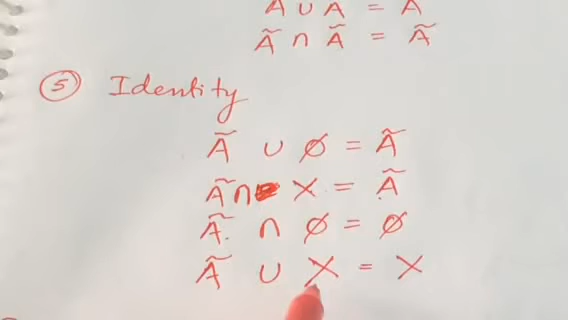 A ∪ A = A
Ã ∩ Ã = Ã
⑤ Identity
Ã ∪ ∅ = Ã
Ã ∩ X = Ã
Ã ∩ ∅ = ∅
Ã ∪ X = X